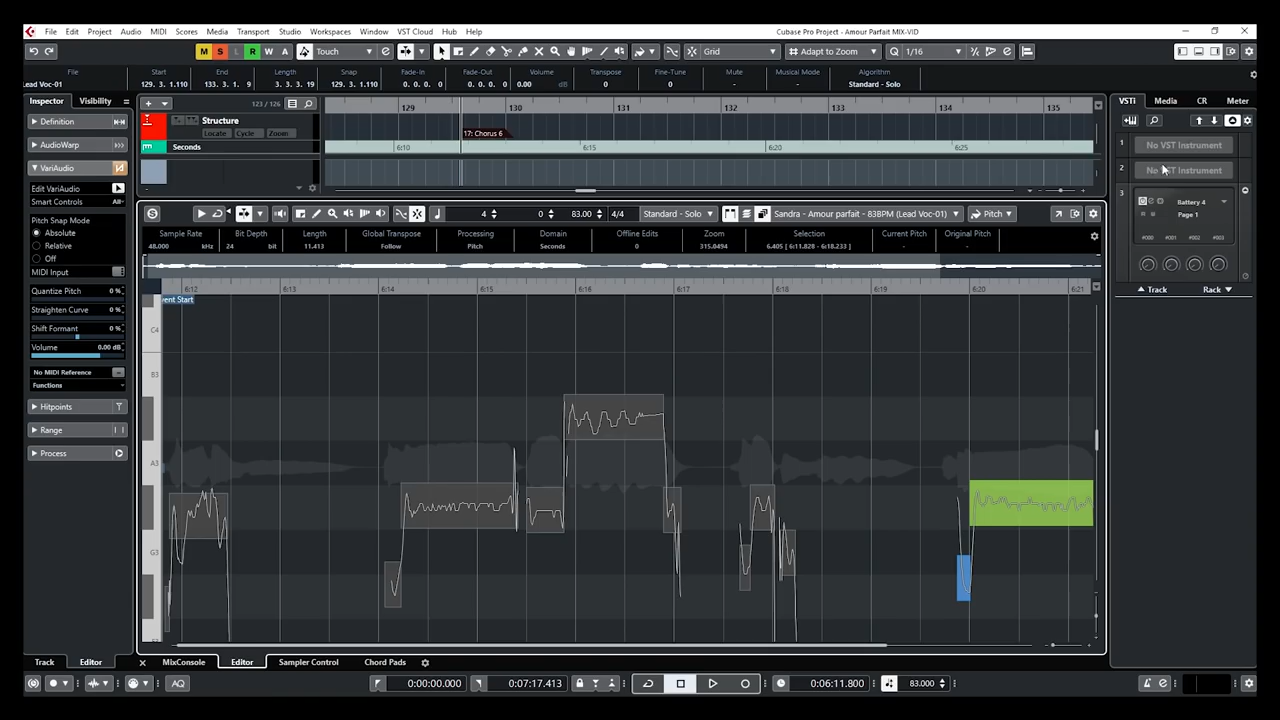 File Edit Project Audio MIDI Scores Media Transport Studio Workspaces Window VST Cloud Hub Help Cubase Pro Project - Amour Parfait MIX-VID
M S L R W A Touch Grid Adapt to Zoom Q 1/16
File Start End Length Snap Fade-In Fade-Out Volume Transpose Fine-Tune Mute Musical Mode Algorithm
Lead Voc-01 129. 3. 1.110 133. 3. 1. 9 3. 3. 3. 19 129. 3. 1.110 0. 0. 0. 0 0. 0. 0. 0 0.00 dB 0 0 - - Standard - Solo
Inspector Visibility 123 / 126 129 130 131 132 133 134 135 VSTi Media CR Meter
Definition Structure
Locate Cycle Zoom 17: Chorus 6
AudioWarp Seconds 6:10 6:15 6:20 6:25 1 No VST Instrument
VariAudio 2 No VST Instrument
Edit VariAudio 3
Smart Controls All Battery 4
Page 1
Pitch Snap Mode 4 0 83.00 4/4 Standard - Solo Sandra - Amour parfait - 83BPM (Lead Voc-01) Pitch
Absolute Sample Rate Bit Depth Length Global Transpose Processing Domain Offline Edits Zoom Selection Current Pitch Original Pitch #000 #001 #002 #003
Relative 48.000 kHz 24 bit 11.413 Follow Pitch Seconds 0 315.0494 6.405 [6:11.828 - 6:18.233] - -
Off
MIDI Input
Quantize Pitch 0 % 6:12 6:13 6:14 6:15 6:16 6:17 6:18 6:19 6:20 6:21 Track Rack
vent Start
Straighten Curve 0 %
Shift Formant 0 % C4
Volume 0.00 dB
No MIDI Reference B3
Functions
Hitpoints
Range
Process A3
G3
Track Editor MixConsole Editor Sampler Control Chord Pads
AQ 0:00:00.000 0:07:17.413 0:06:11.800 83.000